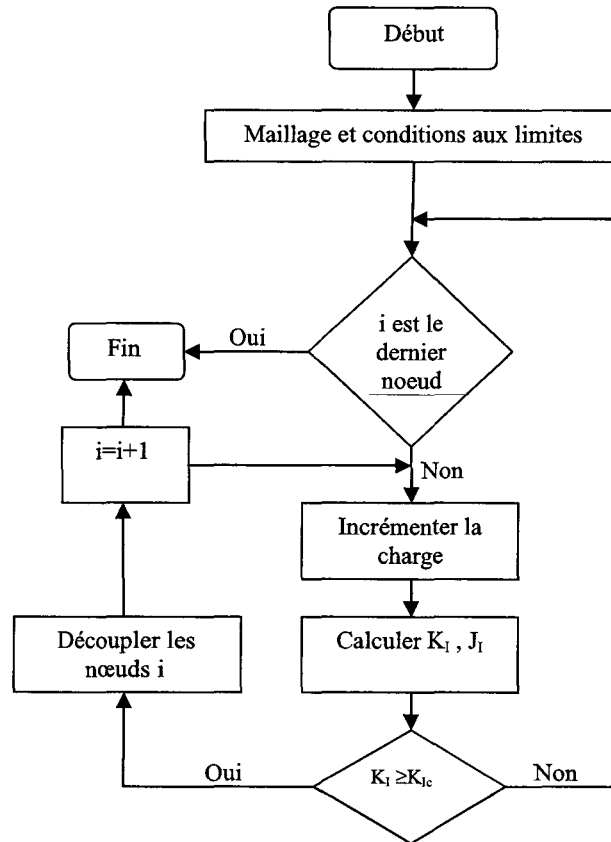 Début
Maillage et conditions aux limites
i est le
dernier
noeud
Oui
Fin
i=i+1
Non
Incrémenter la
charge
Découpler les
nœuds i
Calculer K_I , J_I
Oui
K_I ≥K_Ic
Non